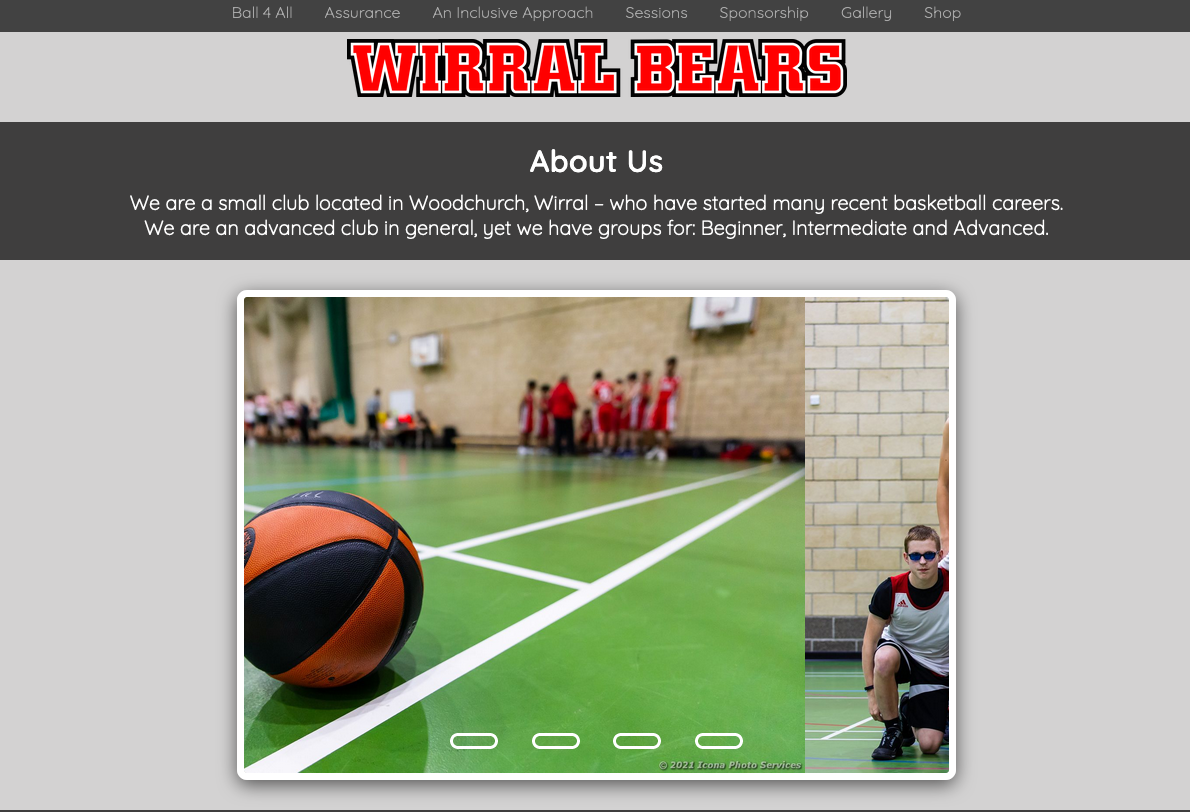 Ball 4 All Assurance An Inclusive Approach Sessions Sponsorship Gallery Shop
WIRRAL BEARS
About Us
We are a small club located in Woodchurch, Wirral – who have started many recent basketball careers.
We are an advanced club in general, yet we have groups for: Beginner, Intermediate and Advanced.
© 2021 Icona Photo Services